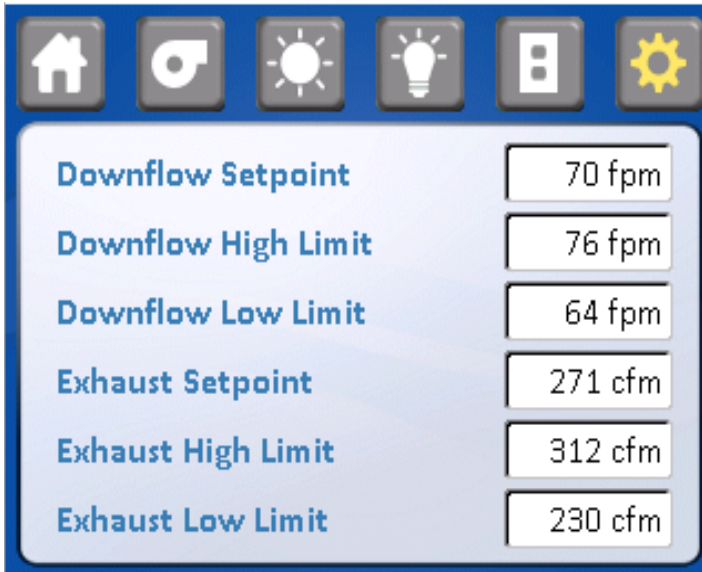 Downflow Setpoint 70 fpm
Downflow High Limit 76 fpm
Downflow Low Limit 64 fpm
Exhaust Setpoint 271 cfm
Exhaust High Limit 312 cfm
Exhaust Low Limit 230 cfm